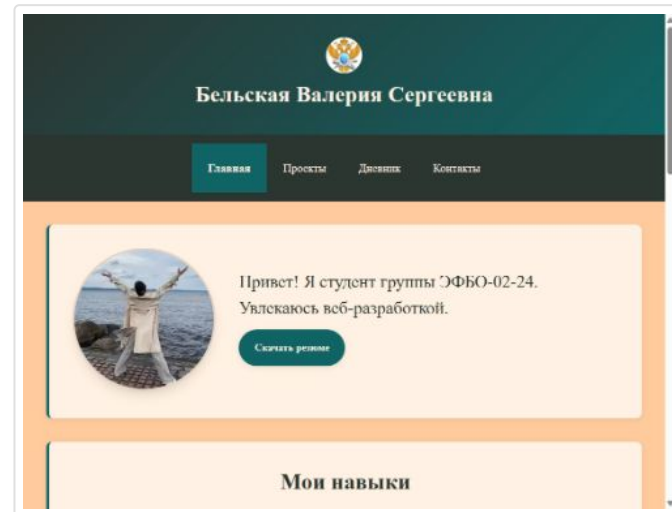 Бельская Валерия Сергеевна
Главная Проекты Дневник Контакты
Привет! Я студент группы ЭФБО-02-24.
Увлекаюсь веб-разработкой.
Скачать резюме
Мои навыки